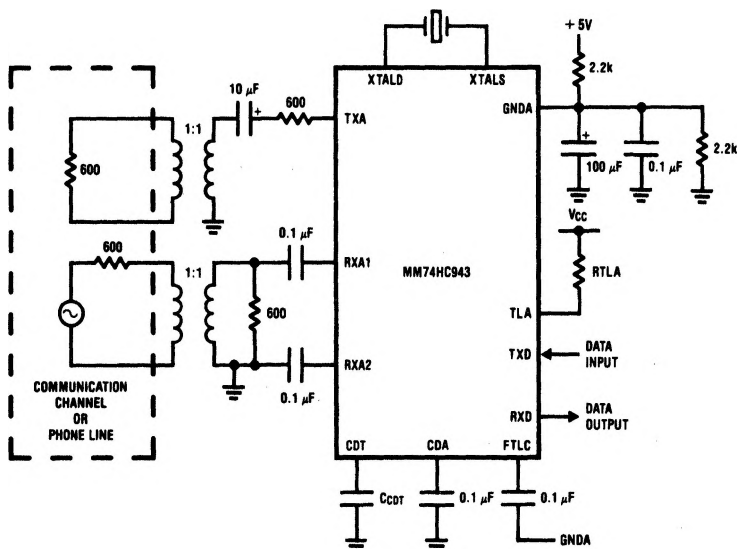 + 5V
2.2k
XTALD
XTALS
10 μF
+
600
TXA
GNDA
1:1
600
+
100 μF
0.1 μF
2.2k
VCC
0.1 μF
600
1:1
RXA1
MM74HC943
RTLA
600
TLA
RXA2
TXD
DATA
INPUT
0.1 μF
COMMUNICATION
CHANNEL
OR
PHONE LINE
RXD
DATA
OUTPUT
CDT
CDA
FTLC
CCDT
0.1 μF
0.1 μF
GNDA